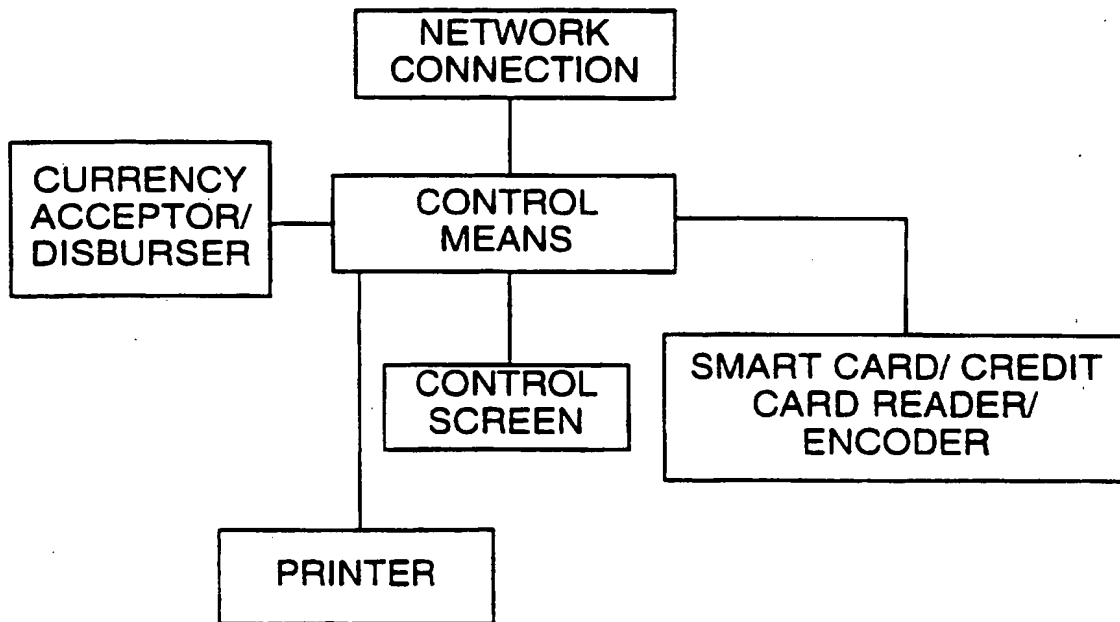 NETWORK
CONNECTION
CURRENCY
ACCEPTOR/
DISBURSER
CONTROL
MEANS
CONTROL
SCREEN
SMART CARD/ CREDIT
CARD READER/
ENCODER
PRINTER